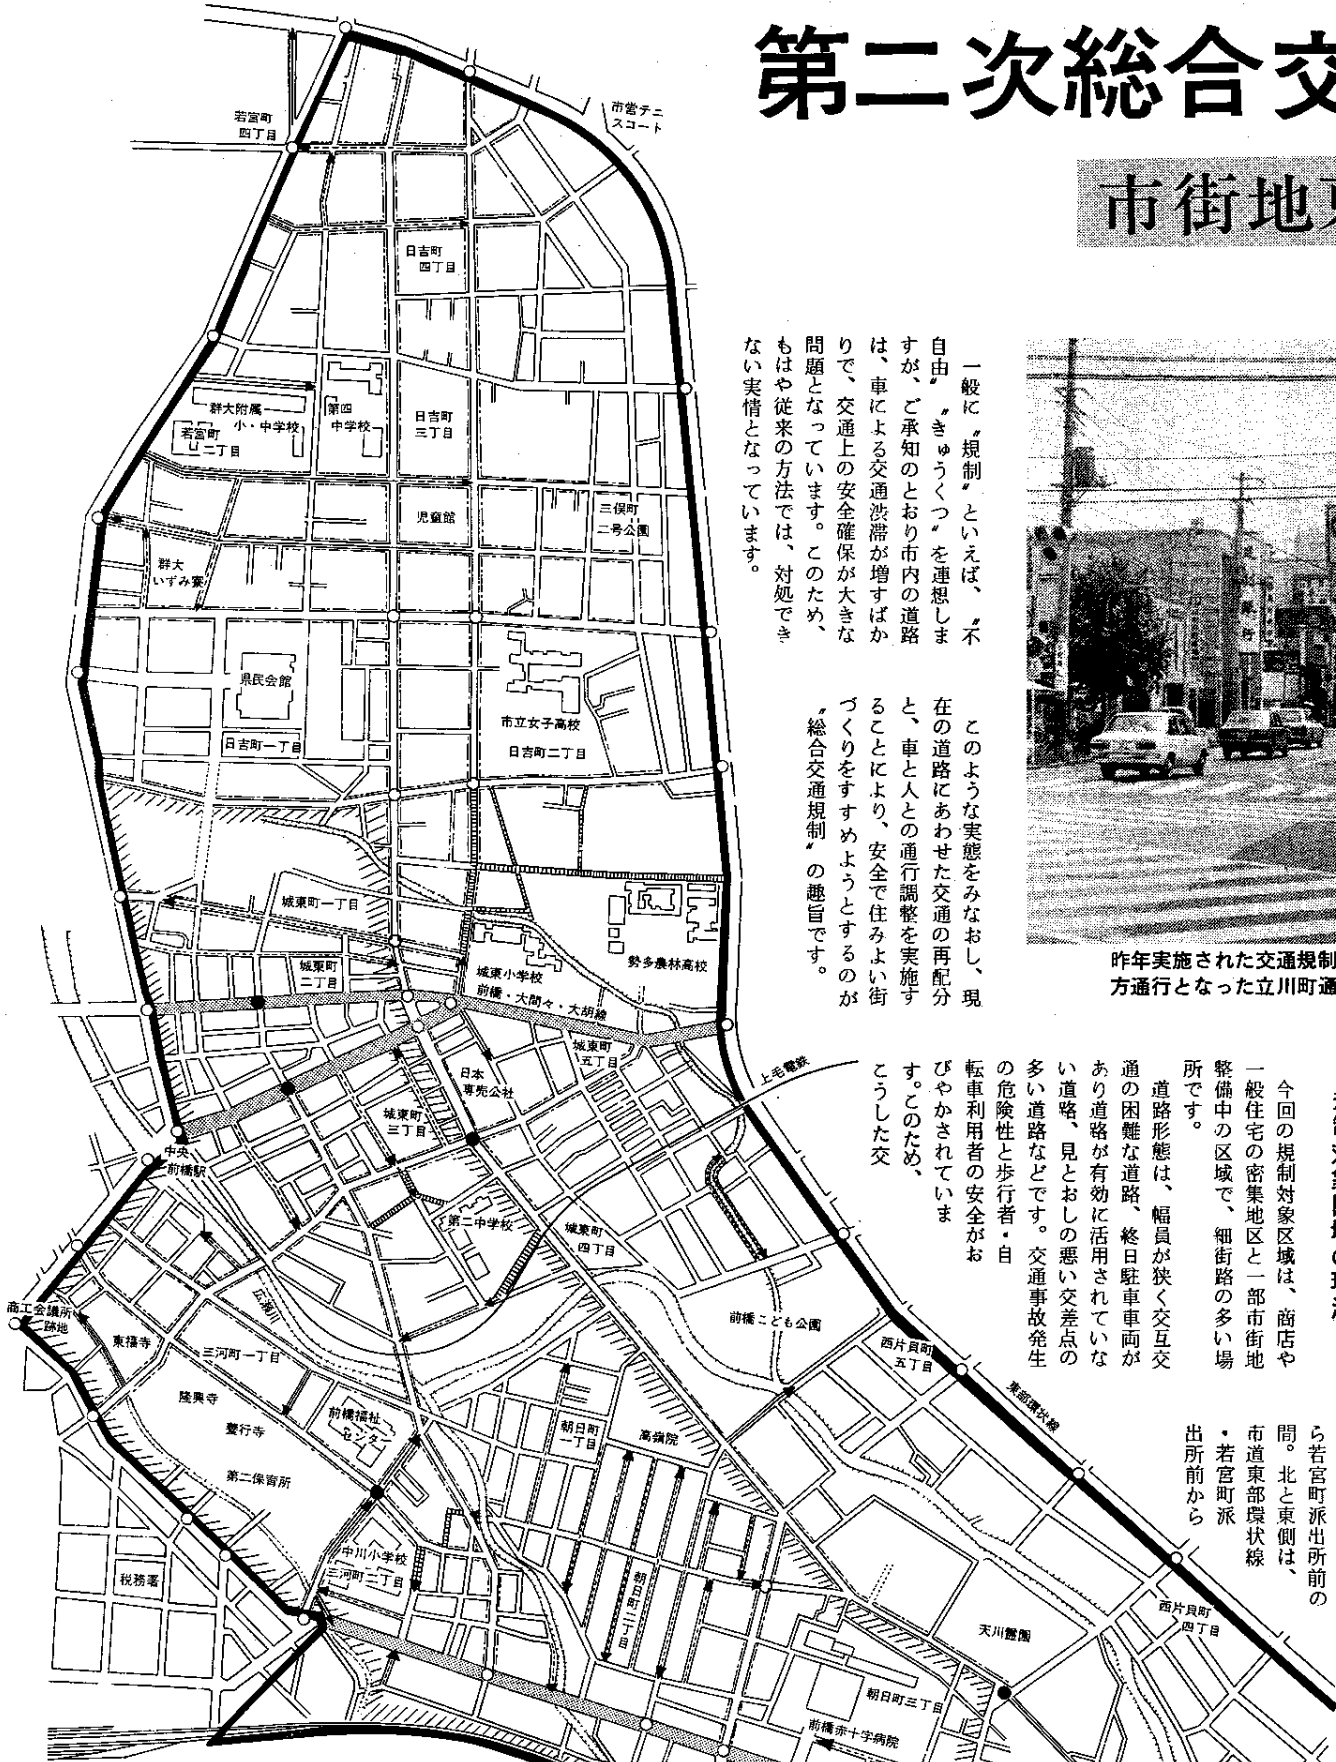 第二次総合交
市街地
一般に〝規制〟といえば、〝不
自由〟〝きゅうくつ〟を連想しま
すが、ご承知のとおり市内の道路
は、車による交通渋滞が増すばか
りで、交通上の安全確保が大きな
問題となっています。このため、
もはや従来の方法では、対処でき
ない実情となっています。
このような実態をみなおし、現
在の道路にあわせた交通の再配分
と、車と人との通行調整を実施す
ることにより、安全で住みよい街
づくりをすすめようとするのが
〝総合交通規制〟の趣旨です。
昨年実施された交通規制
方通行となった立川町通
今回の規制対象区域は、商店や
一般住宅の密集地区と一部市街地
整備中の区域で、細街路の多い場
所です。
道路形態は、幅員が狭く交互交
通の困難な道路、終日駐車車両が
あり道路が有効に活用されていな
い道路、見とおしの悪い交差点の
多い道路などです。交通事故発生
の危険性と歩行者・自
転車利用者の安全がお
びやかされていま
す。このため、
こうした交
ら若宮町派出所前の
間。北と東側は、
市道東部環状線
・若宮町派
出所前から
若宮町
四丁目
市営テニ
スコート
日吉町
四丁目
群大附属
小・中学校
第四
中学校
日吉町
三丁目
若宮町
二丁目
児童館
三俣町
二号公園
群大
いずみ寮
県民会館
市立女子高校
日吉町一丁目
日吉町二丁目
城東町一丁目
城東町
二丁目
城東小学校
勢多農林高校
前橋・大間々・大胡線
城東町
五丁目
日本
専売公社
上毛電鉄
城東町
三丁目
中央
前橋駅
第二中学校
城東町
四丁目
広瀬川
商工会議所
跡地
東福寺
三河町一丁目
前橋こども公園
西片貝町
五丁目
東部環状線
隆興寺
前橋福祉
センター
朝日町
一丁目
高嶺院
第二保育所
中川小学校
三河町二丁目
税務署
朝日町二丁目
西片貝町
四丁目
天川霊園
朝日町三丁目
前橋赤十字病院